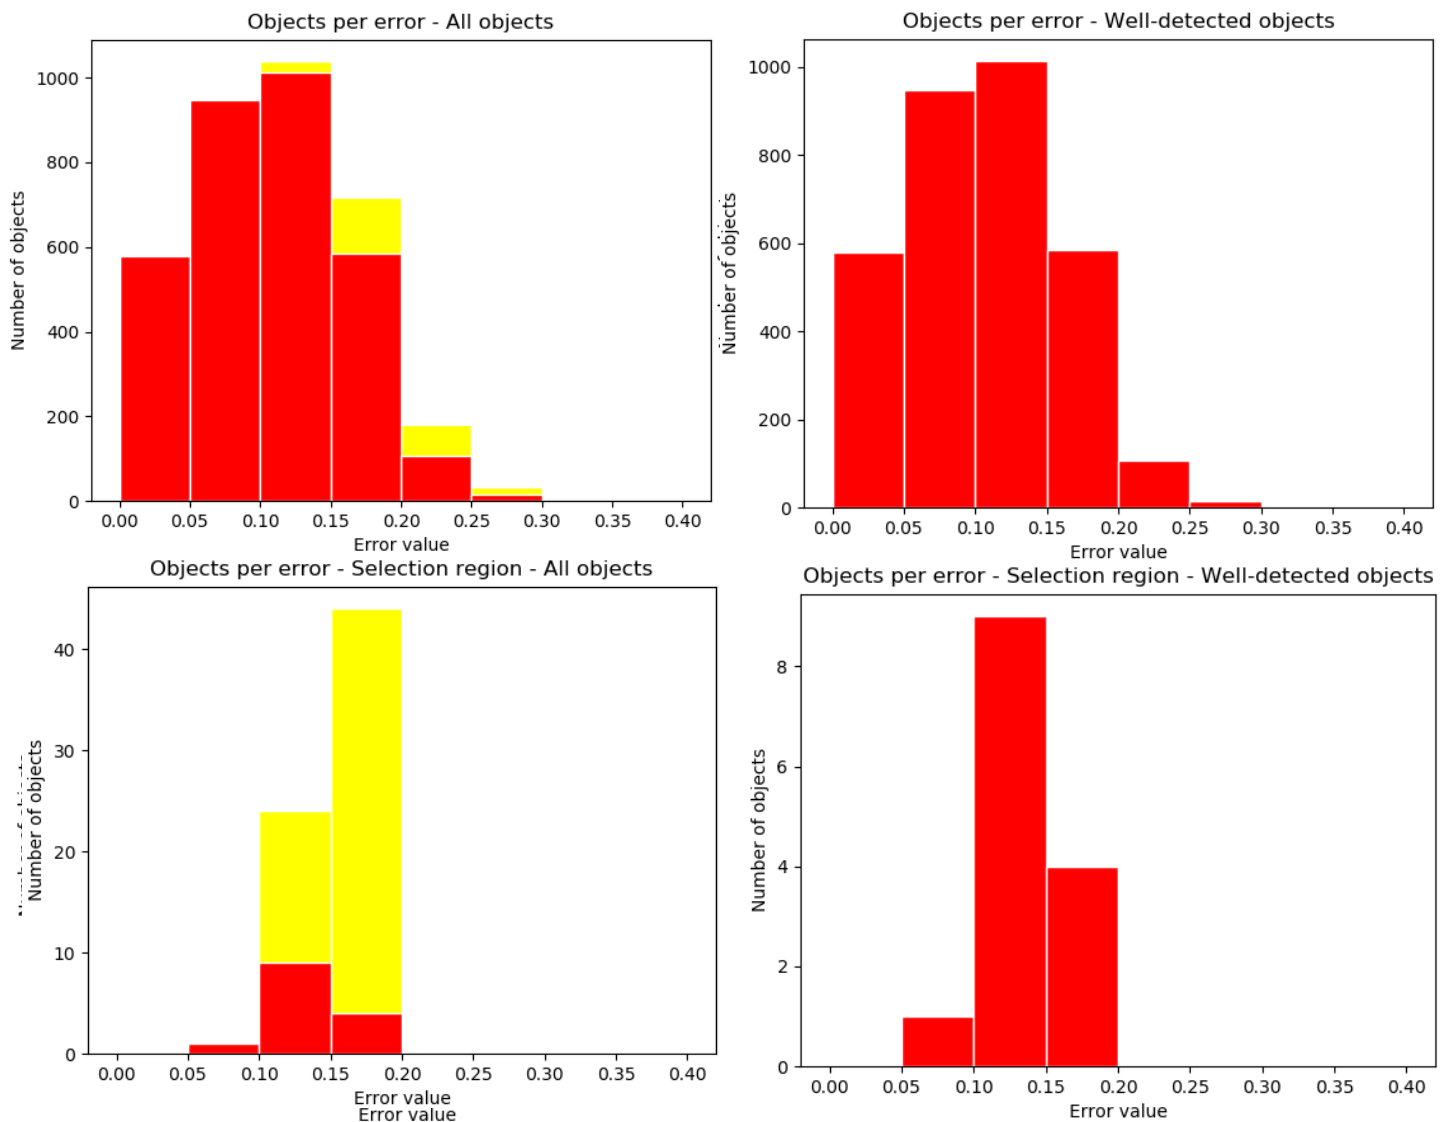 Objects per error - All objects
Number of objects
1000
800
600
400
200
0
0.00 0.05 0.10 0.15 0.20 0.25 0.30 0.35 0.40
Error value
Objects per error - Well-detected objects
Number of objects
1000
800
600
400
200
0
0.00 0.05 0.10 0.15 0.20 0.25 0.30 0.35 0.40
Error value
Objects per error - Selection region - All objects
Number of objects
40
30
20
10
0
0.00 0.05 0.10 0.15 0.20 0.25 0.30 0.35 0.40
Error value
Error value
Objects per error - Selection region - Well-detected objects
Number of objects
8
6
4
2
0
0.00 0.05 0.10 0.15 0.20 0.25 0.30 0.35 0.40
Error value